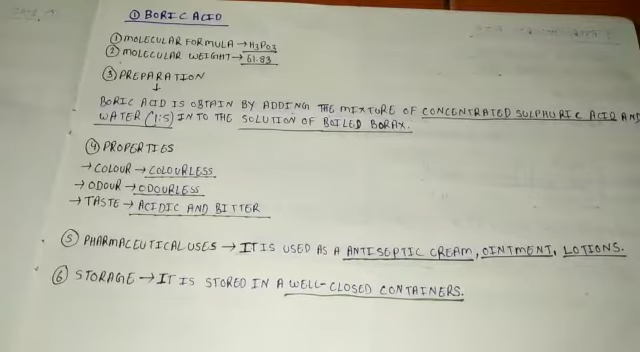 ① BORIC ACID
① MOLECULAR FORMULA → H3PO3
② MOLECULAR WEIGHT → 61.83
③ PREPARATION
↓
BORIC ACID IS OBTAIN BY ADDING THE MIXTURE OF CONCENTRATED SULPHURIC ACID AND
WATER (1:5) IN TO THE SOLUTION OF BOILED BORAX.
④ PROPERTIES
→ COLOUR → COLOURLESS
→ ODOUR → ODOURLESS
→ TASTE → ACIDIC AND BITTER
⑤ PHARMACEUTICAL USES → IT IS USED AS A ANTISEPTIC CREAM, OINTMENT, LOTIONS.
⑥ STORAGE → IT IS STORED IN A WELL-CLOSED CONTAINERS.